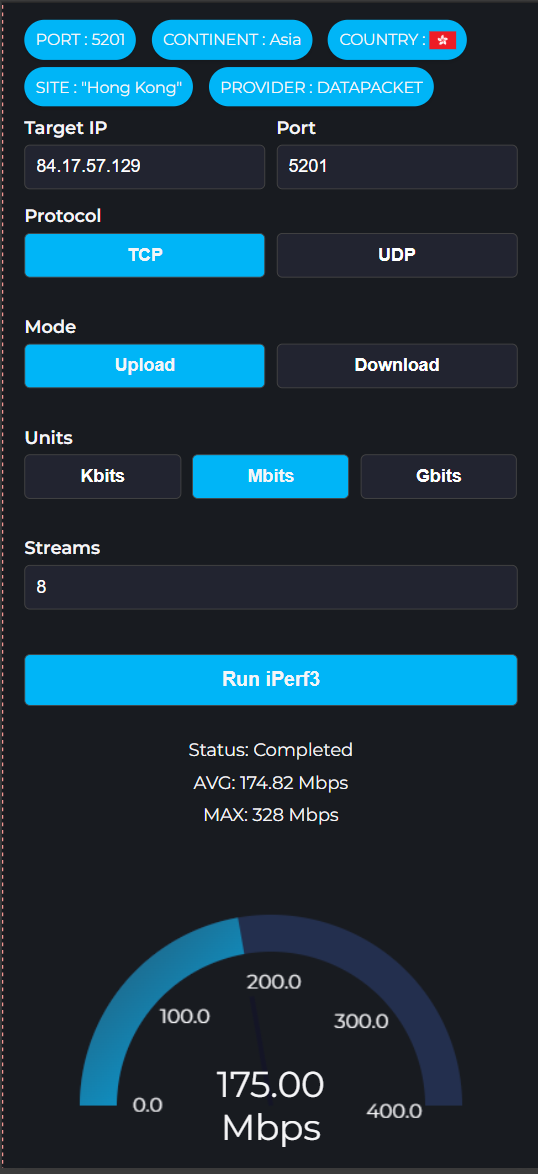 PORT : 5201 CONTINENT : Asia COUNTRY :
SITE : "Hong Kong" PROVIDER : DATAPACKET
Target IP Port
84.17.57.129 5201
Protocol
TCP UDP
Mode
Upload Download
Units
Kbits Mbits Gbits
Streams
8
Run iPerf3
Status: Completed
AVG: 174.82 Mbps
MAX: 328 Mbps
200.0
100.0 300.0
0.0 175.00 400.0
Mbps